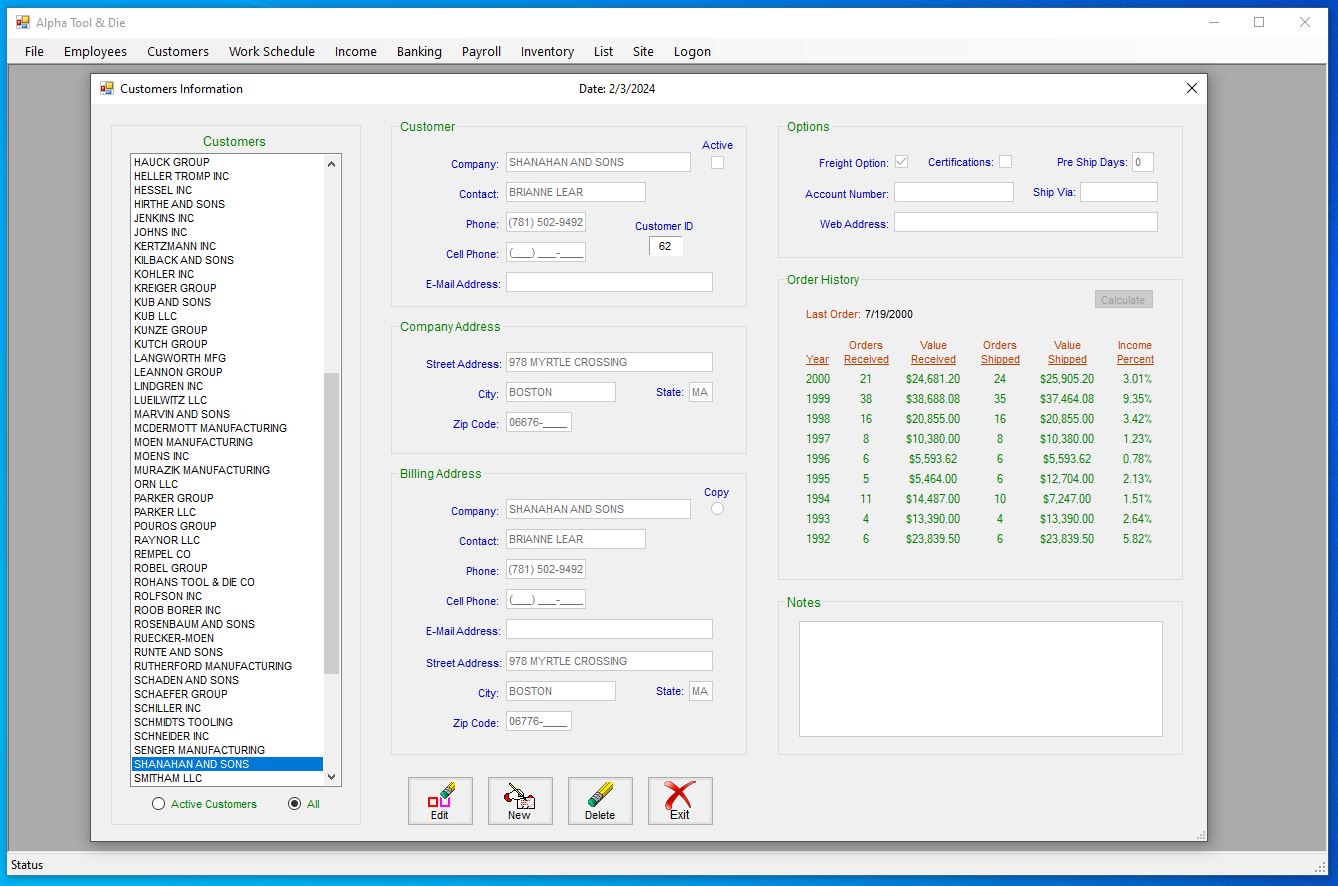 Alpha Tool & Die
File Employees Customers Work Schedule Income Banking Payroll Inventory List Site Logon
Customers Information
Date: 2/3/2024
Customers
HAUCK GROUP
HELLER TROMP INC
HESSEL INC
HIRTHE AND SONS
JENKINS INC
JOHNS INC
KERTZMANN INC
KILBACK AND SONS
KOHLER INC
KREIGER GROUP
KUB AND SONS
KUB LLC
KUNZE GROUP
KUTCH GROUP
LANGWORTH MFG
LEANNON GROUP
LINDGREN INC
LUEILWITZ LLC
MARVIN AND SONS
MCDERMOTT MANUFACTURING
MOEN MANUFACTURING
MOENS INC
MURAZIK MANUFACTURING
ORN LLC
PARKER GROUP
PARKER LLC
POUROS GROUP
RAYNOR LLC
REMPEL CO
ROBEL GROUP
ROHANS TOOL & DIE CO
ROLFSON INC
ROOB BORER INC
ROSENBAUM AND SONS
RUECKER-MOEN
RUNTE AND SONS
RUTHERFORD MANUFACTURING
SCHADEN AND SONS
SCHAEFER GROUP
SCHILLER INC
SCHMIDTS TOOLING
SCHNEIDER INC
SENGER MANUFACTURING
SHANAHAN AND SONS
SMITHAM LLC
Active Customers All
Customer
Active
Company: SHANAHAN AND SONS
Contact: BRIANNE LEAR
Phone: (781) 502-9492
Customer ID
62
Cell Phone: (___) ___-____
E-Mail Address:
Company Address
Street Address: 978 MYRTLE CROSSING
City: BOSTON State: MA
Zip Code: 06676-____
Billing Address
Copy
Company: SHANAHAN AND SONS
Contact: BRIANNE LEAR
Phone: (781) 502-9492
Cell Phone: (___) ___-____
E-Mail Address:
Street Address: 978 MYRTLE CROSSING
City: BOSTON State: MA
Zip Code: 06776-____
Edit New Delete Exit
Options
Freight Option: Certifications: Pre Ship Days: 0
Account Number: Ship Via:
Web Address:
Order History
Calculate
Last Order: 7/19/2000
Orders Value Orders Value Income
Year Received Received Shipped Shipped Percent
2000 21 $24,681.20 24 $25,905.20 3.01%
1999 38 $38,688.08 35 $37,464.08 9.35%
1998 16 $20,855.00 16 $20,855.00 3.42%
1997 8 $10,380.00 8 $10,380.00 1.23%
1996 6 $5,593.62 6 $5,593.62 0.78%
1995 5 $5,464.00 6 $12,704.00 2.13%
1994 11 $14,487.00 10 $7,247.00 1.51%
1993 4 $13,390.00 4 $13,390.00 2.64%
1992 6 $23,839.50 6 $23,839.50 5.82%
Notes
Status